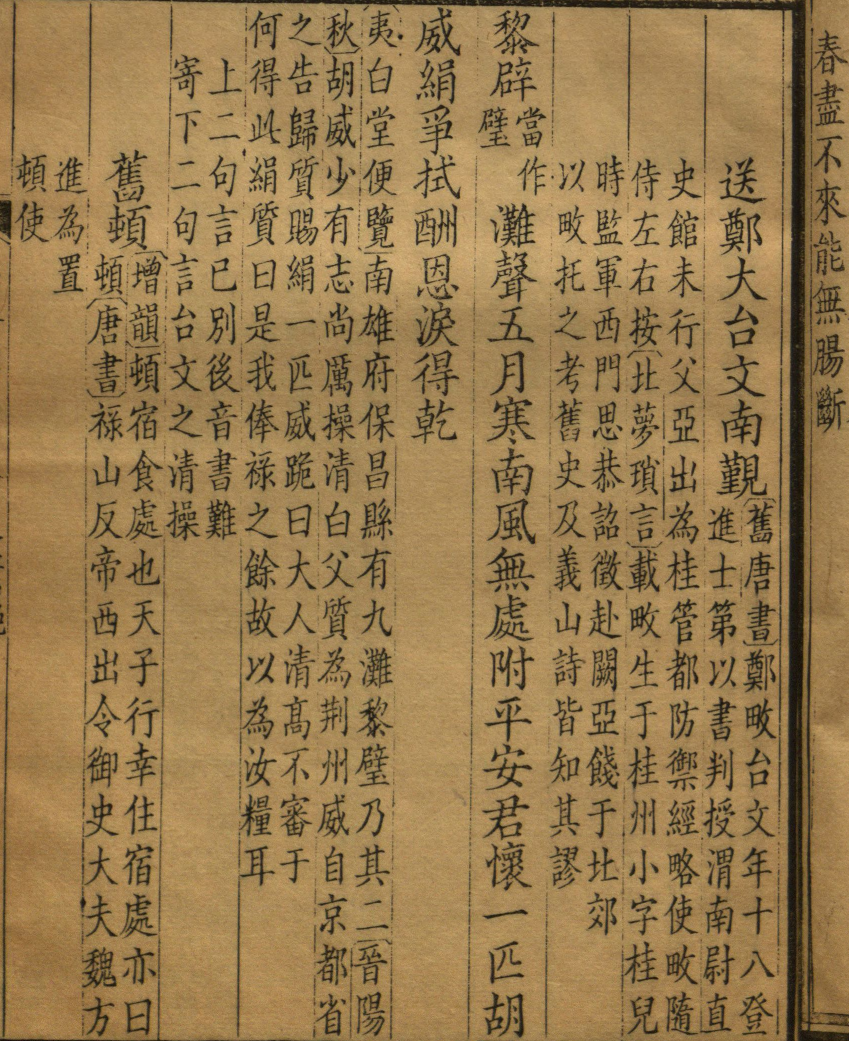 春盡不來能無腸斷
送鄭大台文南覲
舊唐書鄭畋台文年十八登
進士第以書判授渭南尉直
史館未行父亞出為桂管都防禦經略使畋隨
侍左右按北夢瑣言載畋生于桂州小字桂兒
時監軍西門思恭詔徵赴闕亞餞于北郊
以畋托之考舊史及義山詩皆知其謬
黎辟當作
璧灘聲五月寒南風無處附平安君懷一匹胡
威絹爭拭酬恩淚得乾
夷白堂便覽南雄府保昌縣有九灘黎璧乃其二晉陽
秋胡威少有志尚厲操清白父質為荆州威自京都省
之告歸質賜絹一匹威跪曰大人清高不審于
何得此絹質曰是我俸祿之餘故以為汝糧耳
上二句言已別後音書難
寄下二句言台文之清操
舊頓
增韻頓宿食處也天子行幸住宿處亦曰
頓唐書祿山反帝西出令御史大夫魏方
進為置
頓使